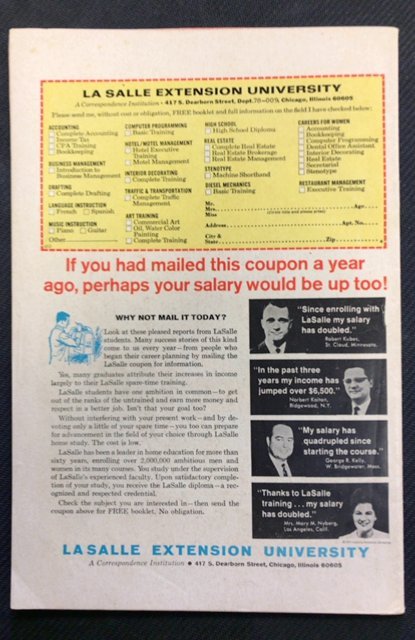 LA SALLE EXTENSION UNIVERSITY
A Correspondence Institution • 417 S. Dearborn Street, Dept. 78-009, Chicago, Illinois 60605
Please send me, without cost or obligation, FREE booklet and full information on the field I have checked below:
ACCOUNTING
Complete Accounting
Income Tax
CPA Training
Bookkeeping
BUSINESS MANAGEMENT
Introduction to
Business Management
DRAFTING
Complete Drafting
LANGUAGE INSTRUCTION
French Spanish
MUSIC INSTRUCTION
Piano Guitar
Other
COMPUTER PROGRAMMING
Basic Training
HOTEL/MOTEL MANAGEMENT
Hotel Executive
Training
Motel Management
INTERIOR DECORATING
Complete Training
TRAFFIC & TRANSPORTATION
Complete Traffic
Management
ART TRAINING
Commercial Art
Oil, Water Color
Painting
Complete Training
HIGH SCHOOL
High School Diploma
REAL ESTATE
Complete Real Estate
Real Estate Brokerage
Real Estate Management
STENOTYPE
Machine Shorthand
DIESEL MECHANICS
Basic Training
CAREERS FOR WOMEN
Accounting
Bookkeeping
Computer Programming
Dental Office Assistant
Interior Decorating
Real Estate
Secretarial
Stenotype
RESTAURANT MANAGEMENT
Executive Training
Mr.
Mrs. Age
Miss (circle title and please print)
Address Apt. No.
City &
State Zip
If you had mailed this coupon a year
ago, perhaps your salary would be up too!
WHY NOT MAIL IT TODAY?
Look at these pleased reports from LaSalle
students. Many success stories of this kind
come to us every year—from people who
began their career planning by mailing the
LaSalle coupon for information.
Yes, many graduates attribute their increases in income
largely to their LaSalle spare-time training.
LaSalle students have one ambition in common—to get
out of the ranks of the untrained and earn more money and
respect in a better job. Isn't that your goal too?
Without interfering with your present work—and by de-
voting only a little of your spare time—you too can prepare
for advancement in the field of your choice through LaSalle
home study. The cost is low.
LaSalle has been a leader in home education for more than
sixty years, enrolling over 2,000,000 ambitious men and
women in its many courses. You study under the supervision
of LaSalle's experienced faculty. Upon satisfactory comple-
tion of your study, you receive the LaSalle diploma—a rec-
ognized and respected credential.
Check the subject you are interested in—then send the
coupon above for FREE booklet. No obligation.
"Since enrolling with
LaSalle my salary
has doubled."
Robert Kubes,
St. Cloud, Minnesota.
"In the past three
years my income has
jumped over $6,500."
Norbert Kaiten,
Ridgewood, N.Y.
"My salary has
quadrupled since
starting the course."
George R. Kelly,
W. Bridgewater, Mass.
"Thanks to LaSalle
training . . . my salary
has doubled."
Mrs. Mary M. Nyberg,
Los Angeles, Calif.
LA SALLE EXTENSION UNIVERSITY
A Correspondence Institution • 417 S. Dearborn Street, Chicago, Illinois 60605